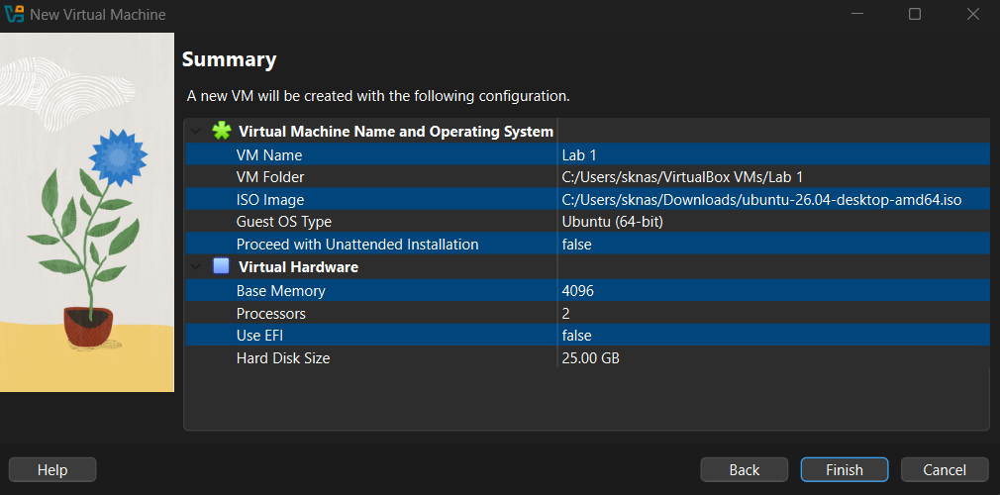 New Virtual Machine
Summary
A new VM will be created with the following configuration.
Virtual Machine Name and Operating System
VM Name Lab 1
VM Folder C:/Users/sknas/VirtualBox VMs/Lab 1
ISO Image C:/Users/sknas/Downloads/ubuntu-26.04-desktop-amd64.iso
Guest OS Type Ubuntu (64-bit)
Proceed with Unattended Installation false
Virtual Hardware
Base Memory 4096
Processors 2
Use EFI false
Hard Disk Size 25.00 GB
Help Back Finish Cancel